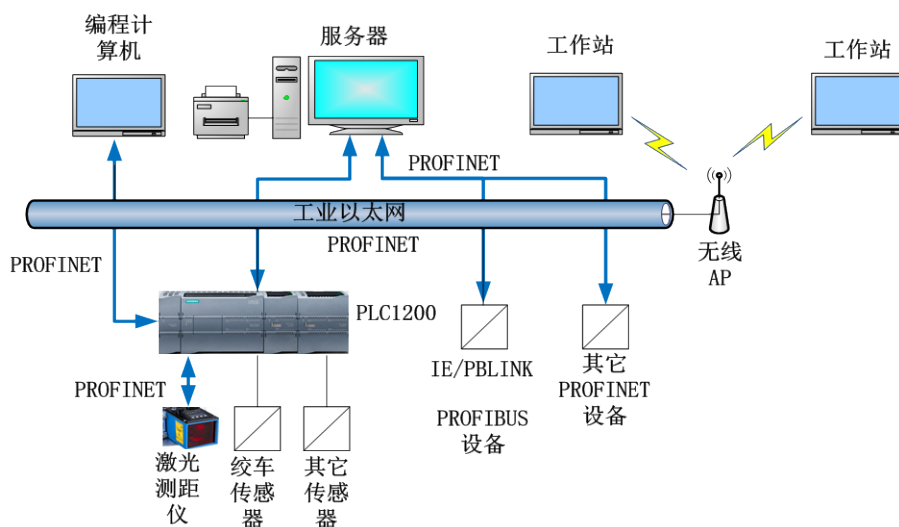 编程计
算机
服务器
工作站
工作站
PROFINET
工业以太网
PROFINET
PROFINET
无线
AP
PLC1200
IE/PBLINK
PROFIBUS
设备
其它
PROFINET
设备
PROFINET
激光
测距
仪
绞车
传感
器
其它
传感
器